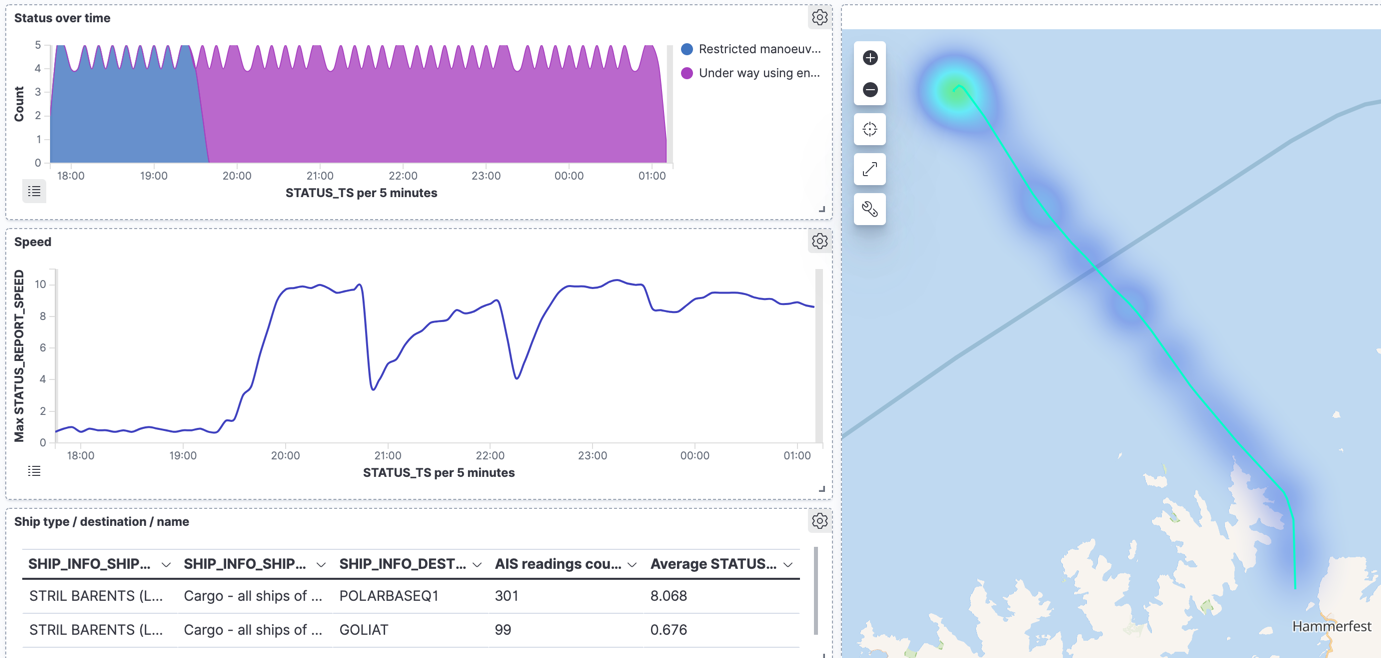 Status over time
Count
5
4
3
2
1
0
18:00 19:00 20:00 21:00 22:00 23:00 00:00 01:00
STATUS_TS per 5 minutes
Restricted manoeuv...
Under way using en...
Speed
Max STATUS_REPORT_SPEED
10
8
6
4
2
0
18:00 19:00 20:00 21:00 22:00 23:00 00:00 01:00
STATUS_TS per 5 minutes
Ship type / destination / name
SHIP_INFO_SHIP... SHIP_INFO_SHIP... SHIP_INFO_DEST... AIS readings cou... Average STATUS...
STRIL BARENTS (L... Cargo - all ships of ... POLARBASEQ1 301 8.068
STRIL BARENTS (L... Cargo - all ships of ... GOLIAT 99 0.676
Hammerfest